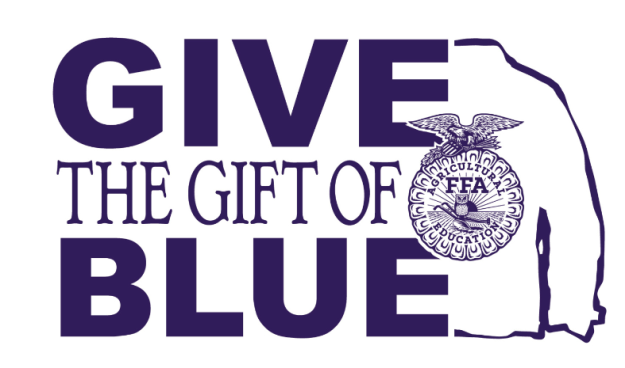 GIVE
THE GIFT OF
BLUE
AGRICULTURAL
FFA
EDUCATION